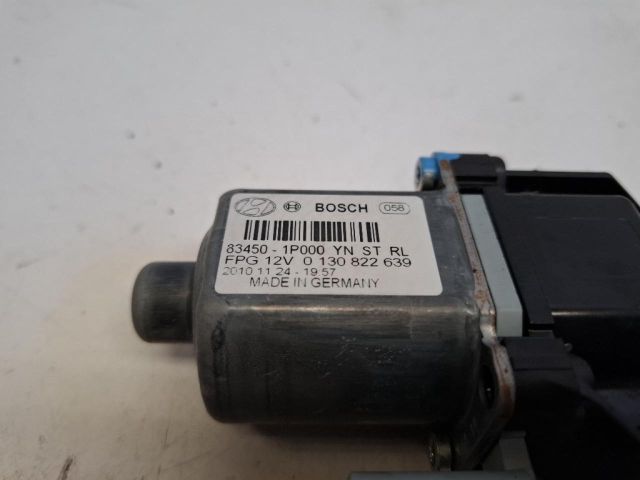 BOSCH 058
83450 - 1P000 YN ST RL
FPG 12V 0 130 822 639
2010 11 24 - 19 57
MADE IN GERMANY